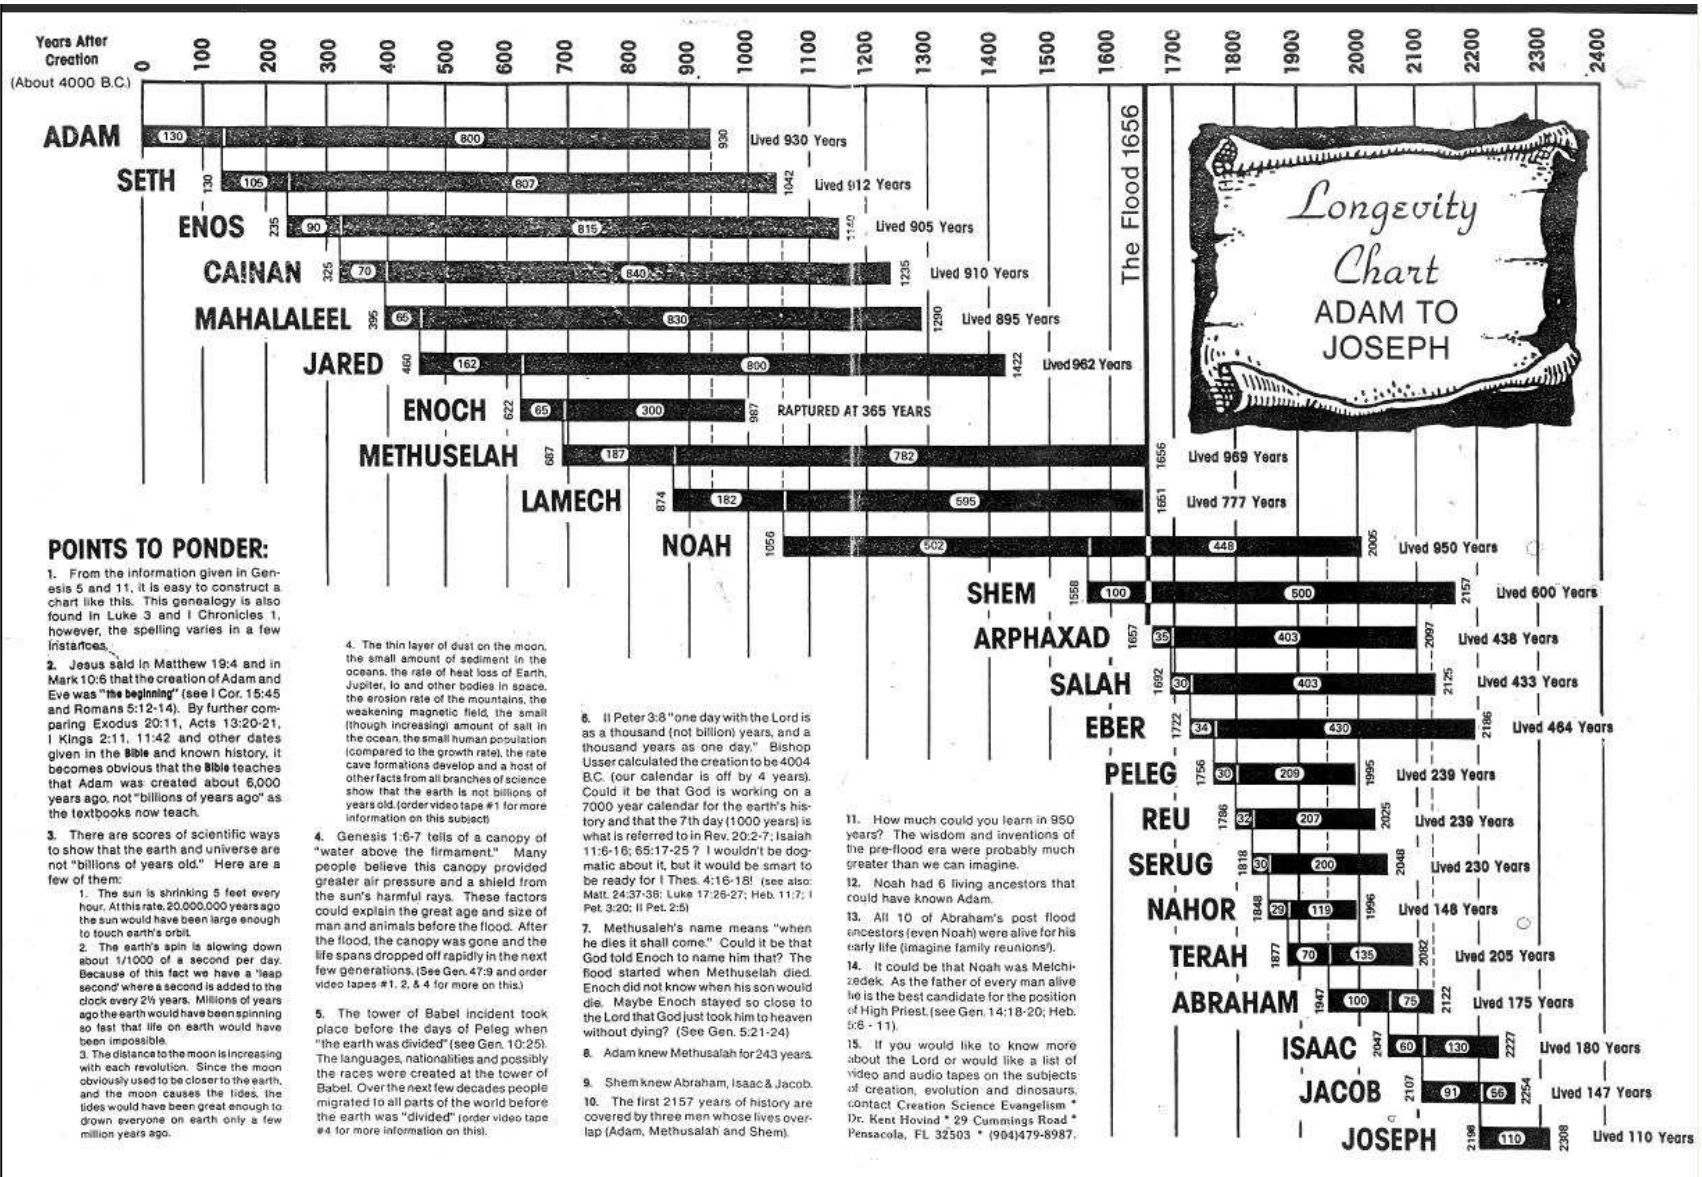 Years After
Creation
(About 4000 B.C.)
0 100 200 300 400 500 600 700 800 900 1000 1100 1200 1300 1400 1500 1600 1700 1800 1900 2000 2100 2200 2300 2400
The Flood 1656
Longevity
Chart
ADAM TO
JOSEPH
ADAM 130 800 930 Lived 930 Years
SETH 130 105 807 1042 Lived 912 Years
ENOS 235 90 815 1140 Lived 905 Years
CAINAN 325 70 840 1235 Lived 910 Years
MAHALALEEL 395 65 830 1290 Lived 895 Years
JARED 460 162 800 1422 Lived 962 Years
ENOCH 622 65 300 987 RAPTURED AT 365 YEARS
METHUSELAH 687 187 782 1656 Lived 969 Years
LAMECH 874 182 595 1651 Lived 777 Years
NOAH 1056 502 448 2006 Lived 950 Years
SHEM 1558 100 500 2157 Lived 600 Years
ARPHAXAD 1657 35 403 2097 Lived 438 Years
SALAH 1692 30 403 2125 Lived 433 Years
EBER 1722 34 430 2186 Lived 464 Years
PELEG 1756 30 209 1995 Lived 239 Years
REU 1786 32 207 2025 Lived 239 Years
SERUG 1818 30 200 2048 Lived 230 Years
NAHOR 1848 29 119 1996 Lived 148 Years
TERAH 1877 70 135 2082 Lived 205 Years
ABRAHAM 1947 100 75 2122 Lived 175 Years
ISAAC 2047 60 130 2227 Lived 180 Years
JACOB 2107 91 56 2254 Lived 147 Years
JOSEPH 2198 110 2308 Lived 110 Years
POINTS TO PONDER:
1. From the information given in Gen-
esis 5 and 11, it is easy to construct a
chart like this. This genealogy is also
found in Luke 3 and I Chronicles 1,
however, the spelling varies in a few
instances.
2. Jesus said in Matthew 19:4 and in
Mark 10:6 that the creation of Adam and
Eve was "the beginning" (see I Cor. 15:45
and Romans 5:12-14). By further com-
paring Exodus 20:11, Acts 13:20-21,
I Kings 2:11, 11:42 and other dates
given in the Bible and known history, it
becomes obvious that the Bible teaches
that Adam was created about 6,000
years ago, not "billions of years ago" as
the textbooks now teach.
3. There are scores of scientific ways
to show that the earth and universe are
not "billions of years old." Here are a
few of them:
1. The sun is shrinking 5 feet every
hour. At this rate, 20,000,000 years ago
the sun would have been large enough
to touch earth's orbit.
2. The earth's spin is slowing down
about 1/1000 of a second per day.
Because of this fact we have a 'leap
second' where a second is added to the
clock every 2½ years. Millions of years
ago the earth would have been spinning
so fast that life on earth would have
been impossible.
3. The distance to the moon is increasing
with each revolution. Since the moon
obviously used to be closer to the earth,
and the moon causes the tides, the
tides would have been great enough to
drown everyone on earth only a few
million years ago.
4. The thin layer of dust on the moon,
the small amount of sediment in the
oceans, the rate of heat loss of Earth,
Jupiter, Io and other bodies in space,
the erosion rate of the mountains, the
weakening magnetic field, the small
(though increasing) amount of salt in
the ocean, the small human population
(compared to the growth rate), the rate
cave formations develop and a host of
other facts from all branches of science
show that the earth is not billions of
years old. (order video tape #1 for more
information on this subject)
4. Genesis 1:6-7 tells of a canopy of
"water above the firmament." Many
people believe this canopy provided
greater air pressure and a shield from
the sun's harmful rays. These factors
could explain the great age and size of
man and animals before the flood. After
the flood, the canopy was gone and the
life spans dropped off rapidly in the next
few generations. (See Gen. 47:9 and order
video tapes #1, 2, & 4 for more on this.)
5. The tower of Babel incident took
place before the days of Peleg when
"the earth was divided" (see Gen. 10:25).
The languages, nationalities and possibly
the races were created at the tower of
Babel. Over the next few decades people
migrated to all parts of the world before
the earth was "divided" (order video tape
#4 for more information on this).
6. II Peter 3:8 "one day with the Lord is
as a thousand (not billion) years, and a
thousand years as one day." Bishop
Usser calculated the creation to be 4004
B.C. (our calendar is off by 4 years).
Could it be that God is working on a
7000 year calendar for the earth's his-
tory and that the 7th day (1000 years) is
what is referred to in Rev. 20:2-7; Isaiah
11:6-16; 65:17-25 ? I wouldn't be dog-
matic about it, but it would be smart to
be ready for I Thes. 4:16-18! (see also:
Matt. 24:37-38; Luke 17:26-27; Heb. 11:7; I
Pet. 3:20; II Pet. 2:5)
7. Methusaleh's name means "when
he dies it shall come." Could it be that
God told Enoch to name him that? The
flood started when Methuselah died.
Enoch did not know when his son would
die. Maybe Enoch stayed so close to
the Lord that God just took him to heaven
without dying? (See Gen. 5:21-24)
8. Adam knew Methusalah for 243 years.
9. Shem knew Abraham, Isaac & Jacob.
10. The first 2157 years of history are
covered by three men whose lives over-
lap (Adam, Methusalah and Shem).
11. How much could you learn in 950
years? The wisdom and inventions of
the pre-flood era were probably much
greater than we can imagine.
12. Noah had 6 living ancestors that
could have known Adam.
13. All 10 of Abraham's post flood
ancestors (even Noah) were alive for his
early life (imagine family reunions!).
14. It could be that Noah was Melchi-
zedek. As the father of every man alive
he is the best candidate for the position
of High Priest. (see Gen. 14:18-20; Heb.
5:6 - 11).
15. If you would like to know more
about the Lord or would like a list of
video and audio tapes on the subjects
of creation, evolution and dinosaurs,
contact Creation Science Evangelism *
Dr. Kent Hovind * 29 Cummings Road *
Pensacola, FL 32503 * (904)479-8987.